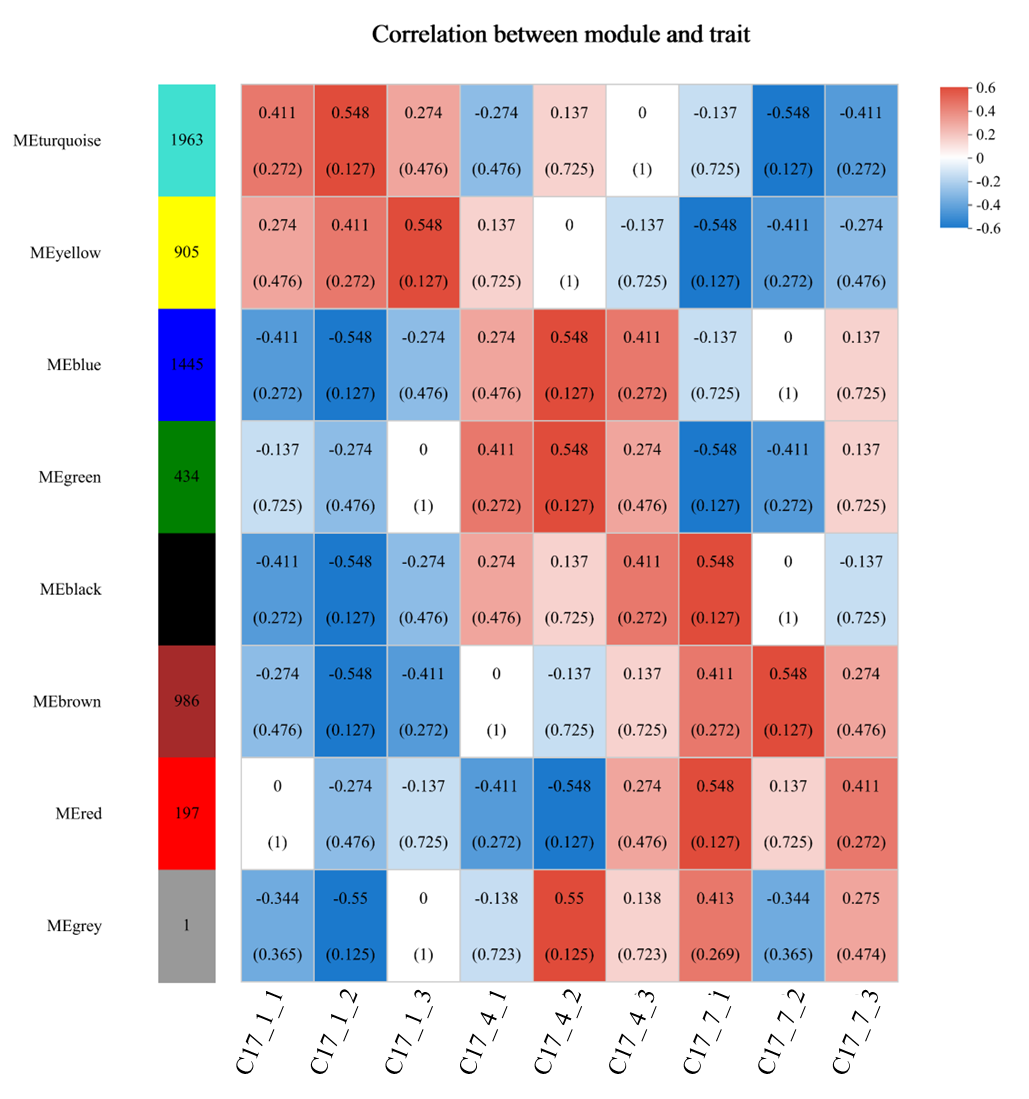 Correlation between module and trait
MEturquoise 1963 0.411 0.548 0.274 -0.274 0.137 0 -0.137 -0.548 -0.411
(0.272) (0.127) (0.476) (0.476) (0.725) (1) (0.725) (0.127) (0.272)
MEyellow 905 0.274 0.411 0.548 0.137 0 -0.137 -0.548 -0.411 -0.274
(0.476) (0.272) (0.127) (0.725) (1) (0.725) (0.127) (0.272) (0.476)
MEblue 1445 -0.411 -0.548 -0.274 0.274 0.548 0.411 -0.137 0 0.137
(0.272) (0.127) (0.476) (0.476) (0.127) (0.272) (0.725) (1) (0.725)
MEgreen 434 -0.137 -0.274 0 0.411 0.548 0.274 -0.548 -0.411 0.137
(0.725) (0.476) (1) (0.272) (0.127) (0.476) (0.127) (0.272) (0.725)
MEblack -0.411 -0.548 -0.274 0.274 0.137 0.411 0.548 0 -0.137
(0.272) (0.127) (0.476) (0.476) (0.725) (0.272) (0.127) (1) (0.725)
MEbrown 986 -0.274 -0.548 -0.411 0 -0.137 0.137 0.411 0.548 0.274
(0.476) (0.127) (0.272) (1) (0.725) (0.725) (0.272) (0.127) (0.476)
MEred 197 0 -0.274 -0.137 -0.411 -0.548 0.274 0.548 0.137 0.411
(1) (0.476) (0.725) (0.272) (0.127) (0.476) (0.127) (0.725) (0.272)
MEgrey 1 -0.344 -0.55 0 -0.138 0.55 0.138 0.413 -0.344 0.275
(0.365) (0.125) (1) (0.723) (0.125) (0.723) (0.269) (0.365) (0.474)
C17_1_1 C17_1_2 C17_1_3 C17_4_1 C17_4_2 C17_4_3 C17_7_1 C17_7_2 C17_7_3
0.6
0.4
0.2
0
-0.2
-0.4
-0.6